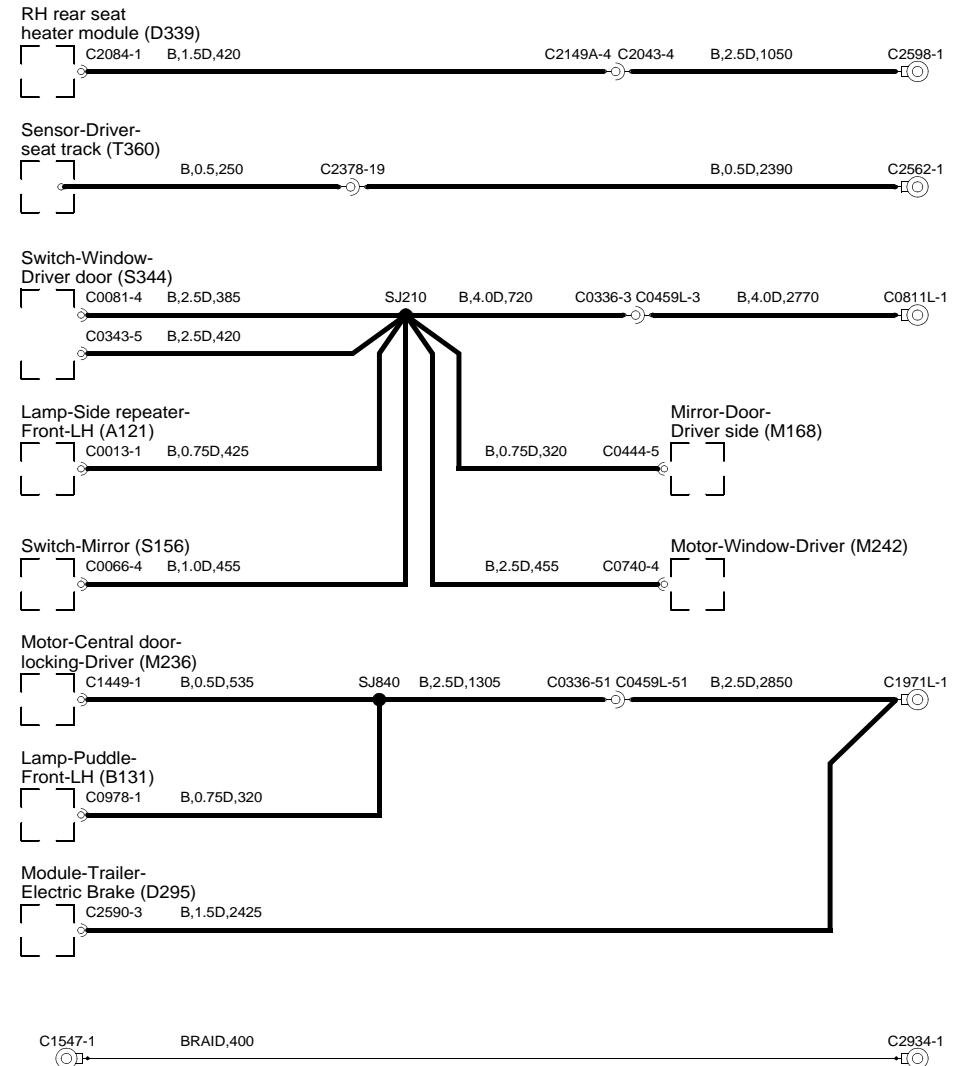 RH rear seat
heater module (D339)
C2084-1 B,1.5D,420 C2149A-4 C2043-4 B,2.5D,1050 C2598-1
Sensor-Driver-
seat track (T360)
B,0.5,250 C2378-19 B,0.5D,2390 C2562-1
Switch-Window-
Driver door (S344)
C0081-4 B,2.5D,385 SJ210 B,4.0D,720 C0336-3 C0459L-3 B,4.0D,2770 C0811L-1
C0343-5 B,2.5D,420
Lamp-Side repeater-
Front-LH (A121)
Mirror-Door-
Driver side (M168)
C0013-1 B,0.75D,425 B,0.75D,320 C0444-5
Switch-Mirror (S156) Motor-Window-Driver (M242)
C0066-4 B,1.0D,455 B,2.5D,455 C0740-4
Motor-Central door-
locking-Driver (M236)
C1449-1 B,0.5D,535 SJ840 B,2.5D,1305 C0336-51 C0459L-51 B,2.5D,2850 C1971L-1
Lamp-Puddle-
Front-LH (B131)
C0978-1 B,0.75D,320
Module-Trailer-
Electric Brake (D295)
C2590-3 B,1.5D,2425
C1547-1 BRAID,400 C2934-1